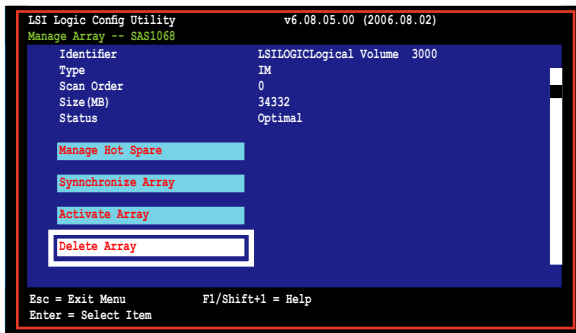 LSI Logic Config Utility v6.08.05.00 (2006.08.02)
Manage Array -- SAS1068
Identifier LSILOGICLogical Volume 3000
Type IM
Scan Order 0
Size(MB) 34332
Status Optimal
Manage Hot Spare
Synnchronize Array
Activate Array
Delete Array
Esc = Exit Menu F1/Shift+1 = Help
Enter = Select Item